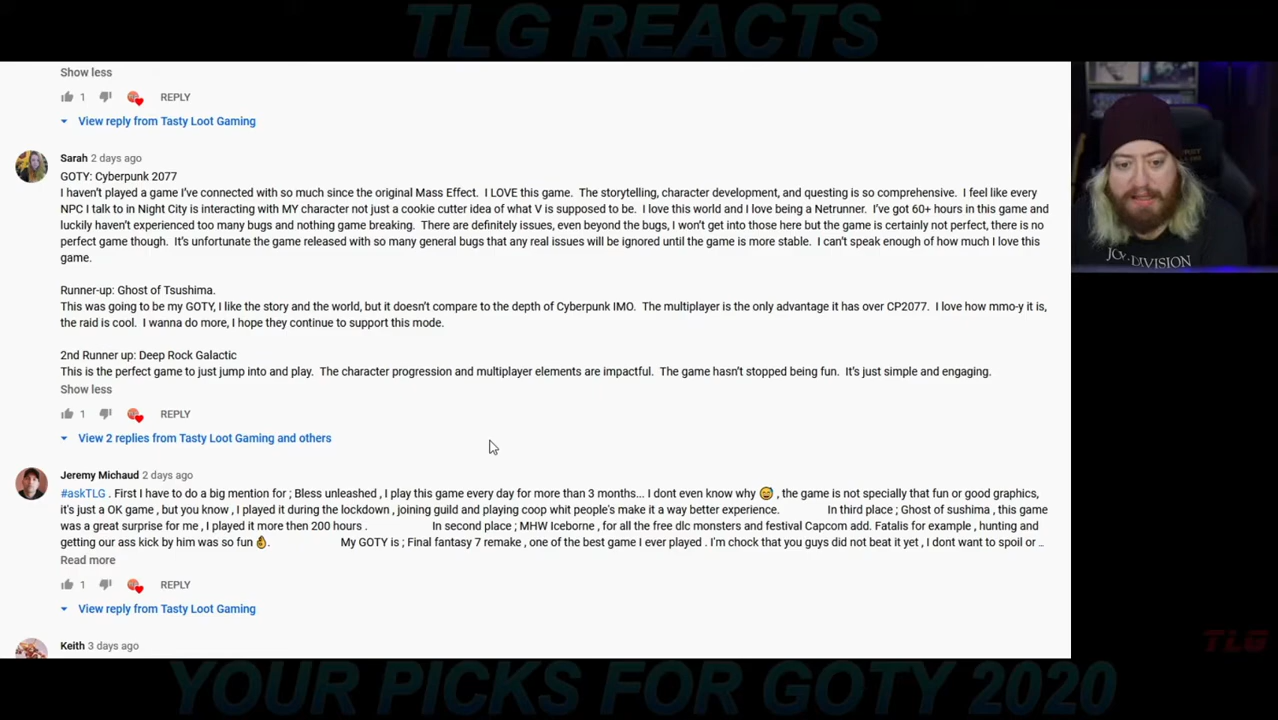 TLG REACTS
Show less
1 REPLY
View reply from Tasty Loot Gaming
Sarah 2 days ago
GOTY: Cyberpunk 2077
I haven't played a game I've connected with so much since the original Mass Effect. I LOVE this game. The storytelling, character development, and questing is so comprehensive. I feel like every
NPC I talk to in Night City is interacting with MY character not just a cookie cutter idea of what V is supposed to be. I love this world and I love being a Netrunner. I've got 60+ hours in this game and
luckily haven't experienced too many bugs and nothing game breaking. There are definitely issues, even beyond the bugs, I won't get into those here but the game is certainly not perfect, there is no
perfect game though. It's unfortunate the game released with so many general bugs that any real issues will be ignored until the game is more stable. I can't speak enough of how much I love this
game.
Runner-up: Ghost of Tsushima.
This was going to be my GOTY, I like the story and the world, but it doesn't compare to the depth of Cyberpunk IMO. The multiplayer is the only advantage it has over CP2077. I love how mmo-y it is,
the raid is cool. I wanna do more, I hope they continue to support this mode.
2nd Runner up: Deep Rock Galactic
This is the perfect game to just jump into and play. The character progression and multiplayer elements are impactful. The game hasn't stopped being fun. It's just simple and engaging.
Show less
1 REPLY
View 2 replies from Tasty Loot Gaming and others
Jeremy Michaud 2 days ago
#askTLG . First I have to do a big mention for ; Bless unleashed , I play this game every day for more than 3 months... I dont even know why 😅 , the game is not specially that fun or good graphics,
it's just a OK game , but you know , I played it during the lockdown , joining guild and playing coop whit people's make it a way better experience. In third place ; Ghost of sushima , this game
was a great surprise for me , I played it more then 200 hours . In second place ; MHW Iceborne , for all the free dlc monsters and festival Capcom add. Fatalis for example , hunting and
getting our ass kick by him was so fun 👌. My GOTY is ; Final fantasy 7 remake , one of the best game I ever played . I'm chock that you guys did not beat it yet , I dont want to spoil or ...
Read more
1 REPLY
View reply from Tasty Loot Gaming
Keith 3 days ago
JOY DIVISION
TLG
YOUR PICKS FOR GOTY 2020